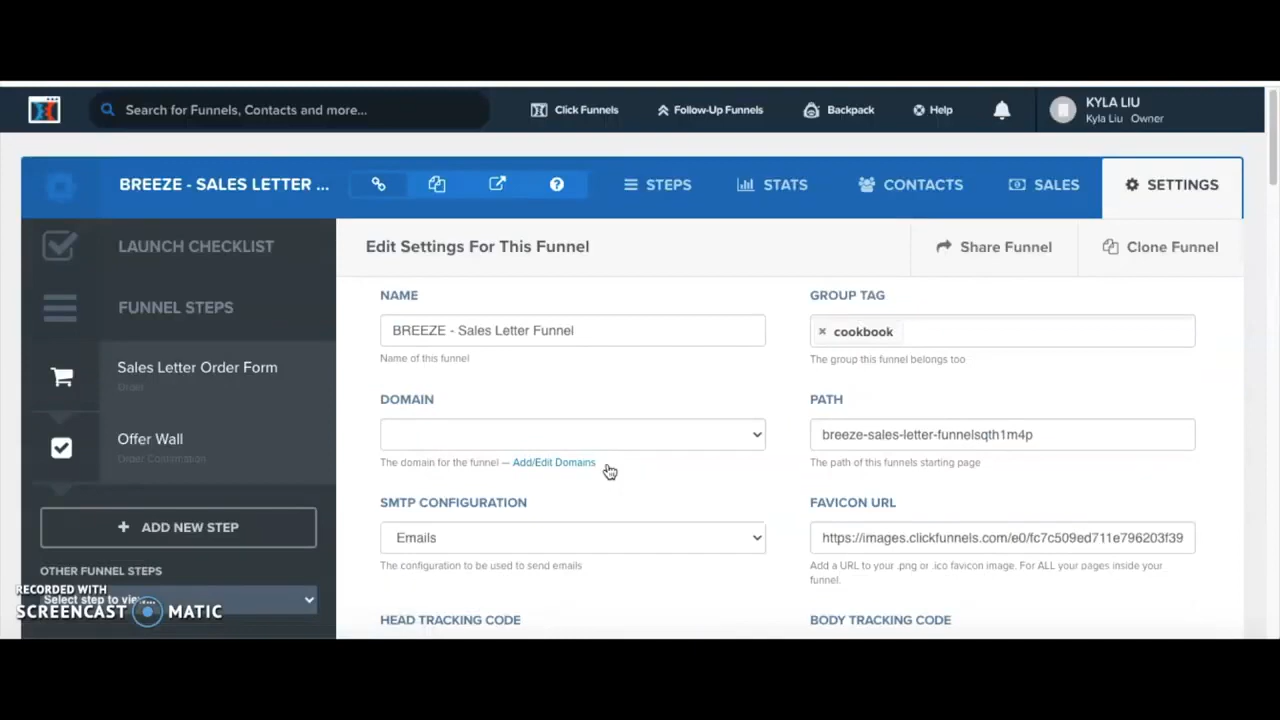 Search for Funnels, Contacts and more...
Click Funnels
Follow-Up Funnels
Backpack
Help
KYLA LIU
Kyla Liu Owner
BREEZE - SALES LETTER ...
STEPS
STATS
CONTACTS
SALES
SETTINGS
LAUNCH CHECKLIST
FUNNEL STEPS
Sales Letter Order Form
Order
Offer Wall
Order Confirmation
+ ADD NEW STEP
OTHER FUNNEL STEPS
Select step to view...
RECORDED WITH
SCREENCAST MATIC
Edit Settings For This Funnel
Share Funnel
Clone Funnel
NAME
BREEZE - Sales Letter Funnel
Name of this funnel
GROUP TAG
× cookbook
The group this funnel belongs too
DOMAIN
The domain for the funnel — Add/Edit Domains
PATH
breeze-sales-letter-funnelsqth1m4p
The path of this funnels starting page
SMTP CONFIGURATION
Emails
The configuration to be used to send emails
FAVICON URL
https://images.clickfunnels.com/e0/fc7c509ed711e796203f39
Add a URL to your .png or .ico favicon image. For ALL your pages inside your
funnel.
HEAD TRACKING CODE
BODY TRACKING CODE